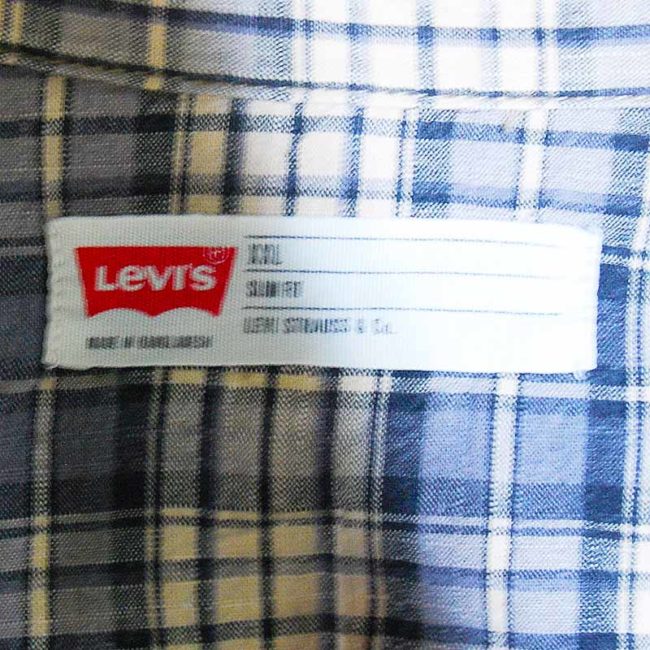 LEVI'S
XXL
SLIM FIT
LEVI STRAUSS & Co.
MADE IN BANGLADESH